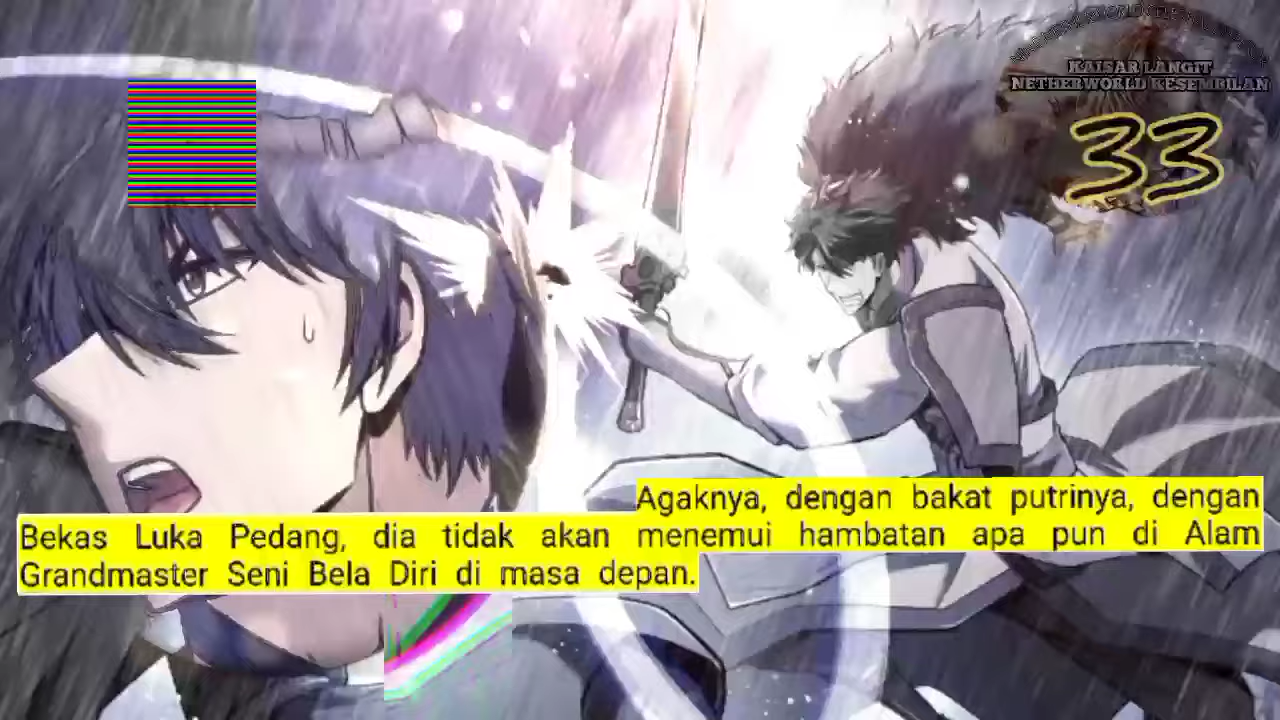 KAISAR LANGIT
NETHERWORLD KESEMBILAN
33
Agaknya, dengan bakat putrinya, dengan
Bekas Luka Pedang, dia tidak akan menemui hambatan apa pun di Alam
Grandmaster Seni Bela Diri di masa depan.